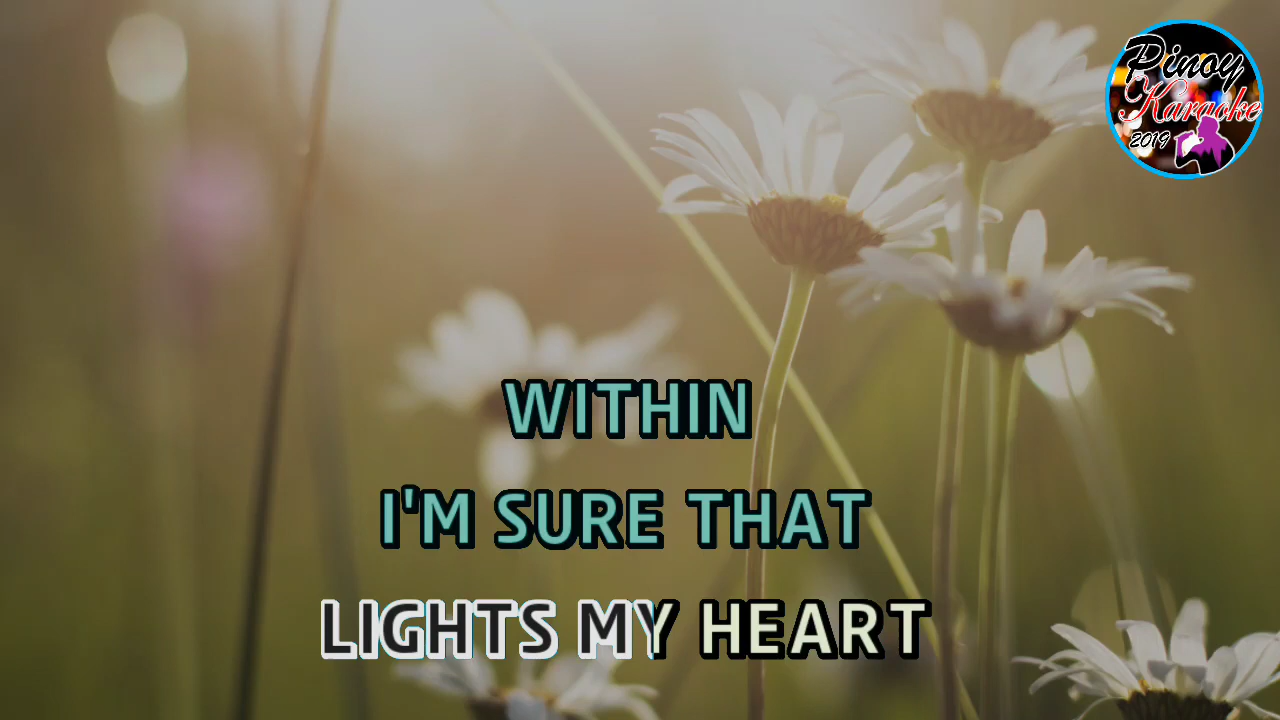 Pinoy
Karaoke
2019
WITHIN
I'M SURE THAT
LIGHTS MY HEART